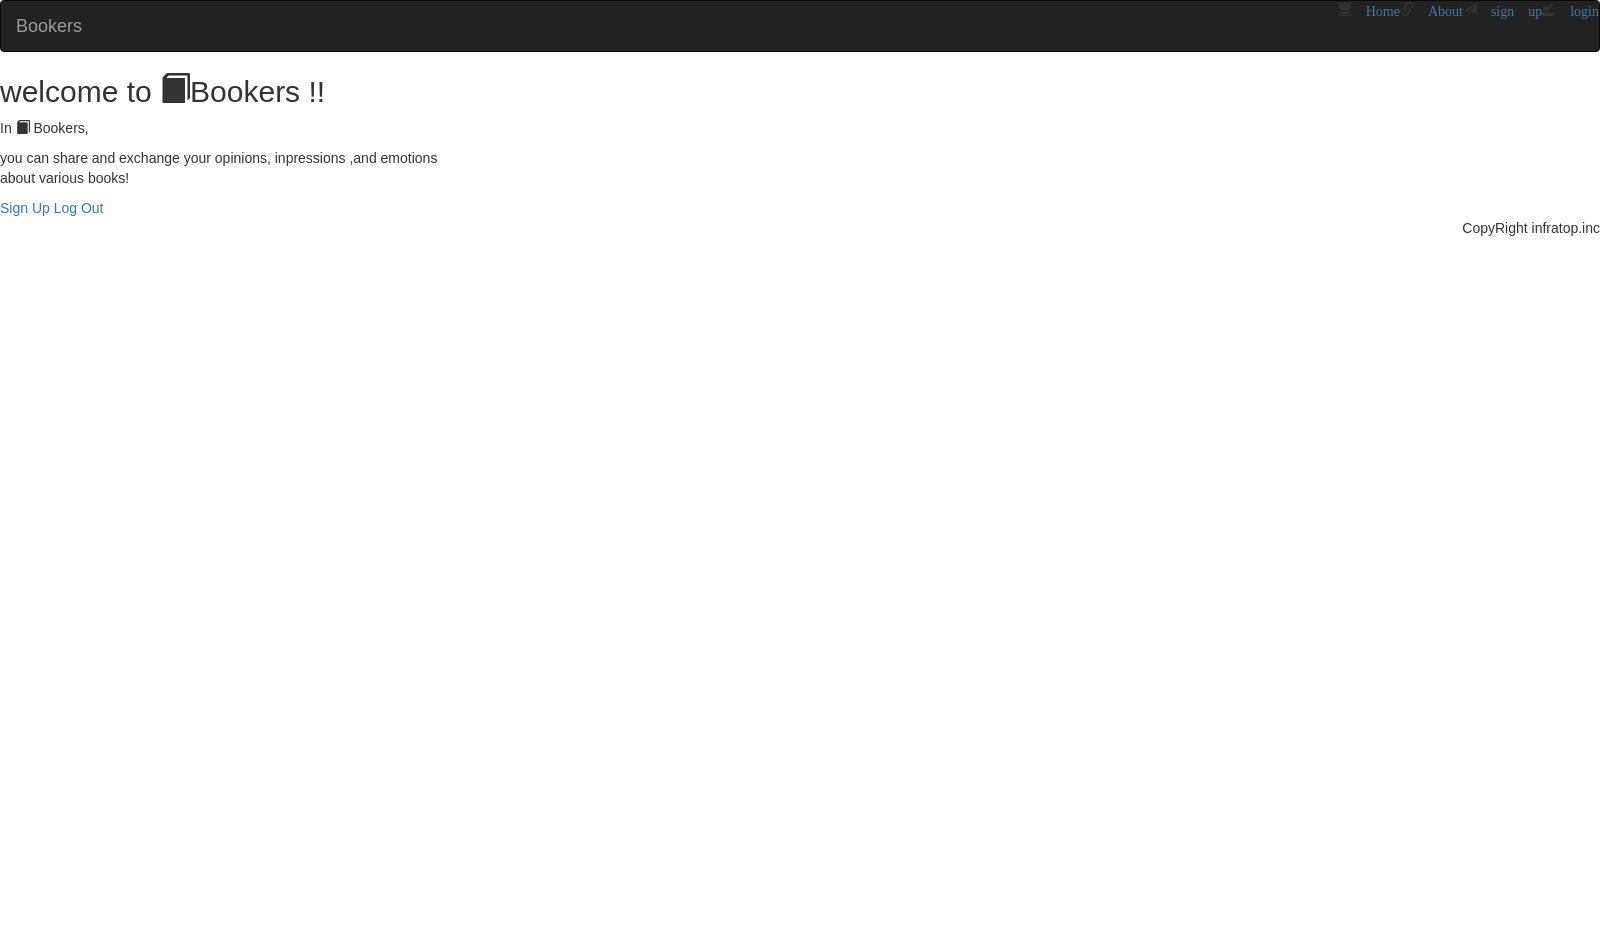 Bookers
Home About sign up login
welcome to Bookers !!
In Bookers,
you can share and exchange your opinions, inpressions ,and emotions
about various books!
Sign Up Log Out
CopyRight infratop.inc